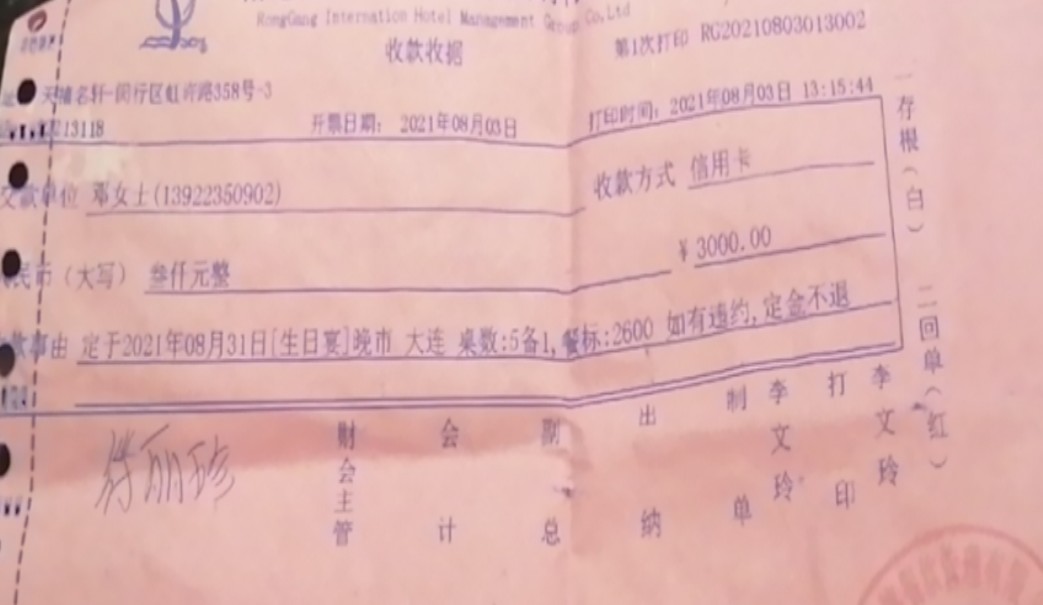 RongGang Internation Hotel Management Group Co.,Ltd
收款收据
第1次打印 RG20210803013002
名轩-闵行区虹许路358号-3
13118
开票日期： 2021年08月03日
打印时间：2021年08月03日 13:15:44
交款单位 邓女士(13922350902)
收款方式 信用卡
民币（大写） 叁仟元整
¥ 3000.00
事由 定于2021年08月31日[生日宴]晚市 大连 桌数:5备1,餐标:2600 如有违约,定金不退
财会主管
会计
副总
出纳
制单
李文玲
打印
李文玲
一存根（白） 二回单（红）